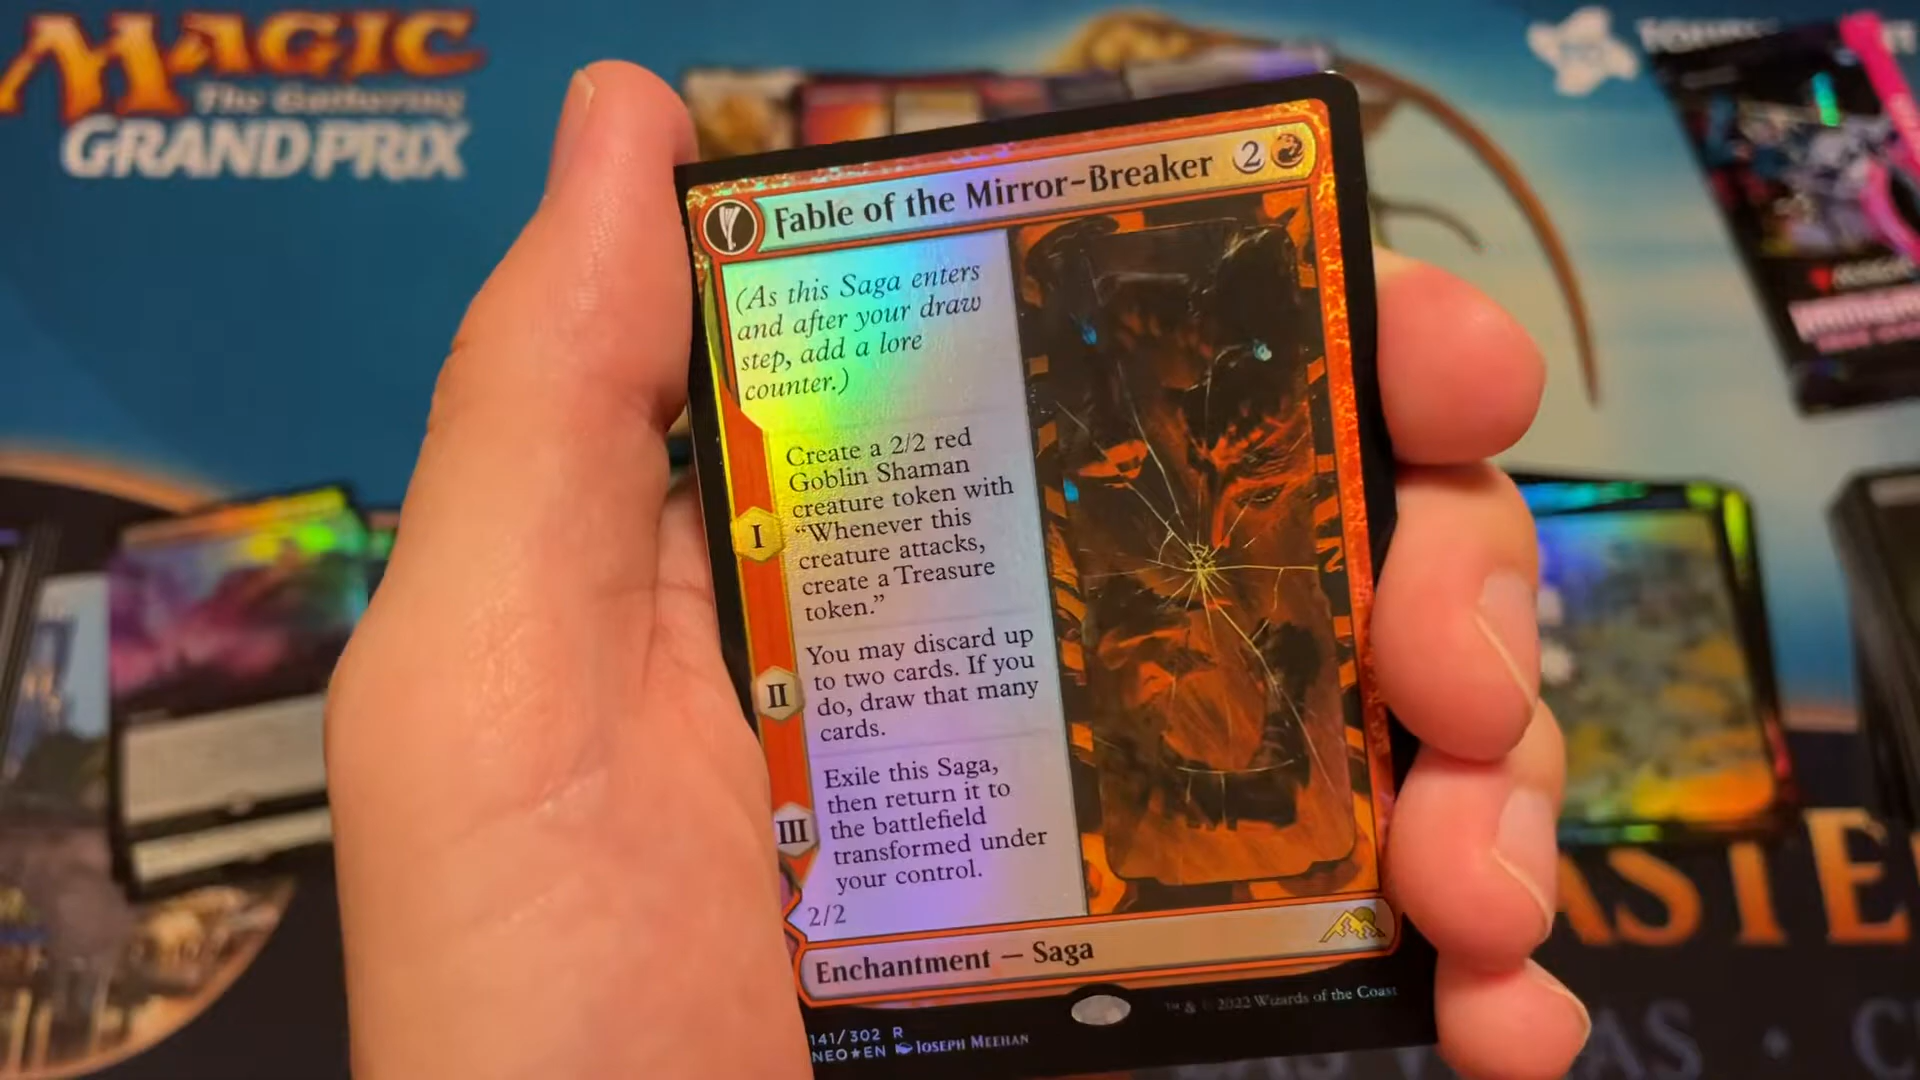 MAGIC
The Gathering
GRAND PRIX
Fable of the Mirror-Breaker 2
(As this Saga enters
and after your draw
step, add a lore
counter.)
I
Create a 2/2 red
Goblin Shaman
creature token with
“Whenever this
creature attacks,
create a Treasure
token.”
II
You may discard up
to two cards. If you
do, draw that many
cards.
III
Exile this Saga,
then return it to
the battlefield
transformed under
your control.
2/2
Enchantment — Saga
141/302 R
NEO★EN JOSEPH MEEHAN
™ & © 2022 Wizards of the Coast